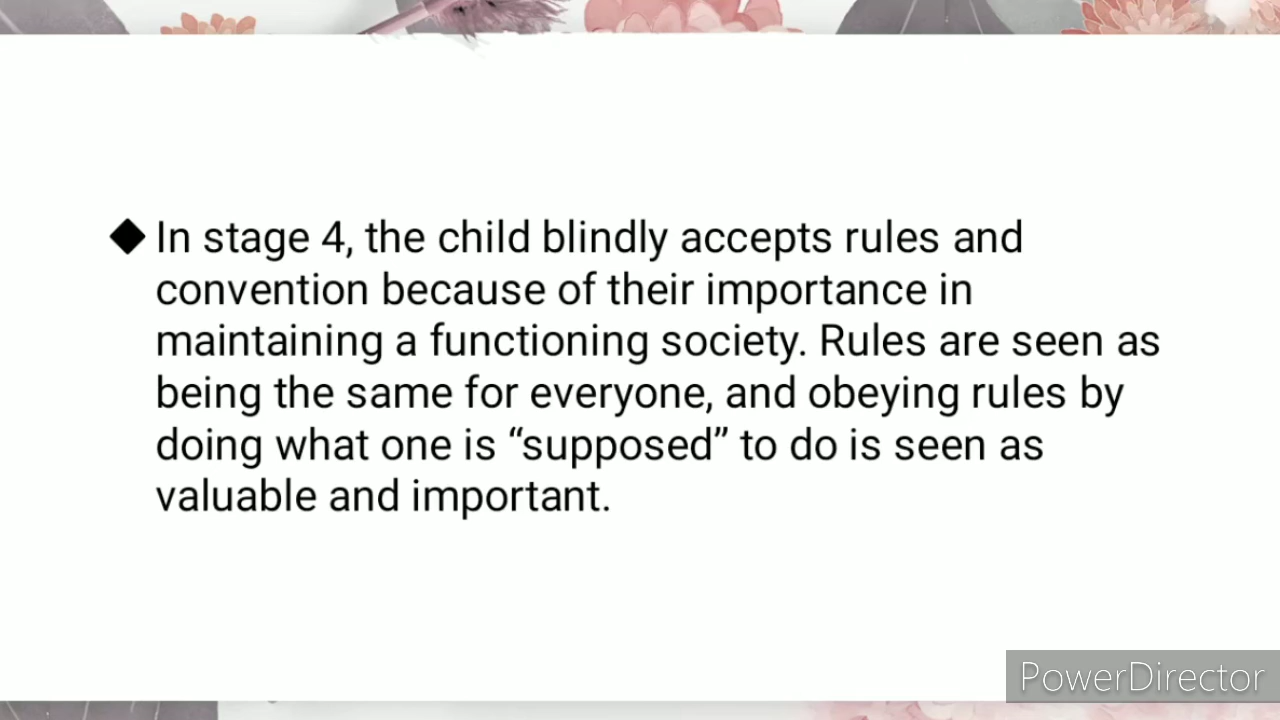 In stage 4, the child blindly accepts rules and
convention because of their importance in
maintaining a functioning society. Rules are seen as
being the same for everyone, and obeying rules by
doing what one is “supposed” to do is seen as
valuable and important.
PowerDirector